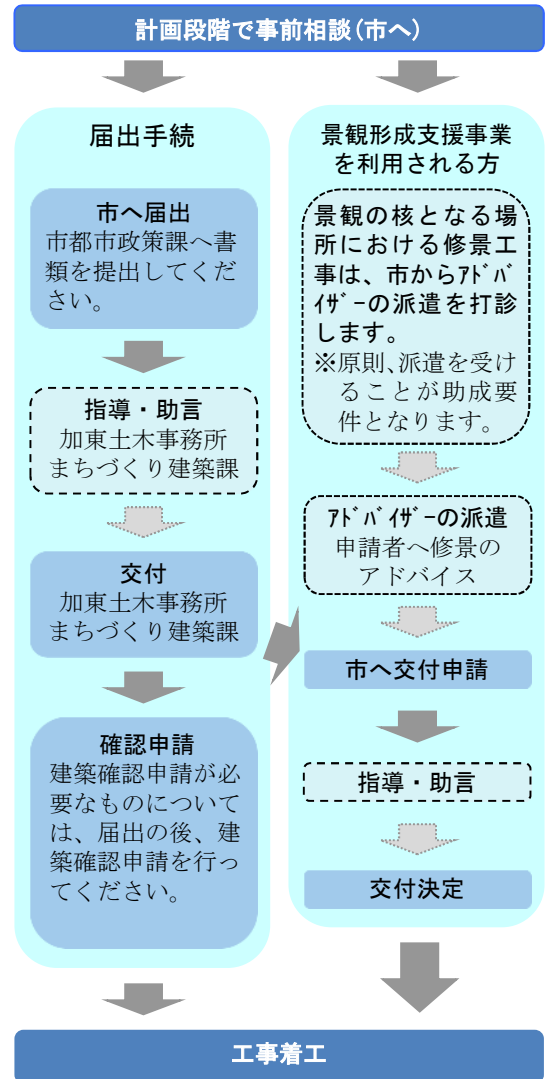 計画段階で事前相談(市へ)
届出手続
市へ届出
市都市政策課へ書
類を提出してくだ
さい。
指導・助言
加東土木事務所
まちづくり建築課
交付
加東土木事務所
まちづくり建築課
確認申請
建築確認申請が必
要なものについて
は、届出の後、建
築確認申請を行っ
てください。
景観形成支援事業
を利用される方
景観の核となる場
所における修景工
事は、市からｱﾄﾞﾊﾞ
ｲｻﾞｰの派遣を打診
します。
※原則、派遣を受け
ることが助成要
件となります。
ｱﾄﾞﾊﾞｲｻﾞｰの派遣
申請者へ修景の
アドバイス
市へ交付申請
指導・助言
交付決定
工事着工